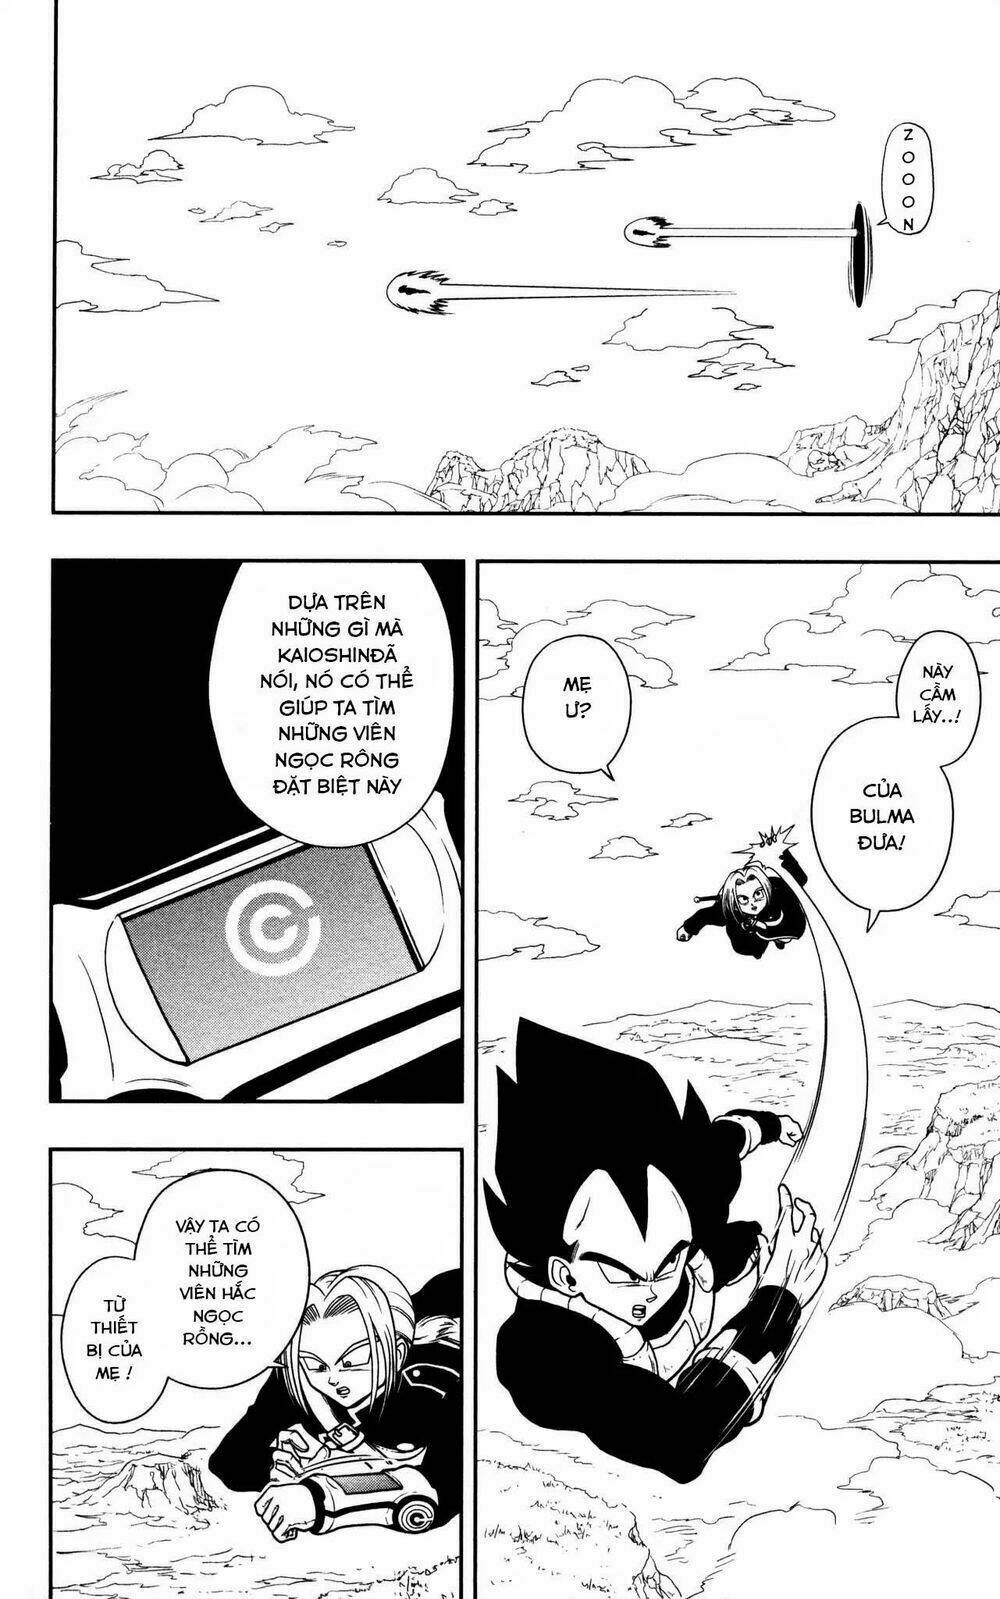 Z
O
O
O
N
NÀY
CẦM
LẤY..!
CỦA
BULMA
ĐƯA!
MẸ
Ư?
DỰA TRÊN
NHỮNG GÌ MÀ
KAIOSHINĐÃ
NÓI, NÓ CÓ THỂ
GIÚP TA TÌM
NHỮNG VIÊN
NGỌC RÔNG
ĐẶT BIỆT NÀY
VẬY TA CÓ
THỂ TÌM
NHỮNG
VIÊN HẮC
NGỌC
RỒNG...
TỪ
THIẾT
BỊ CỦA
MẸ !